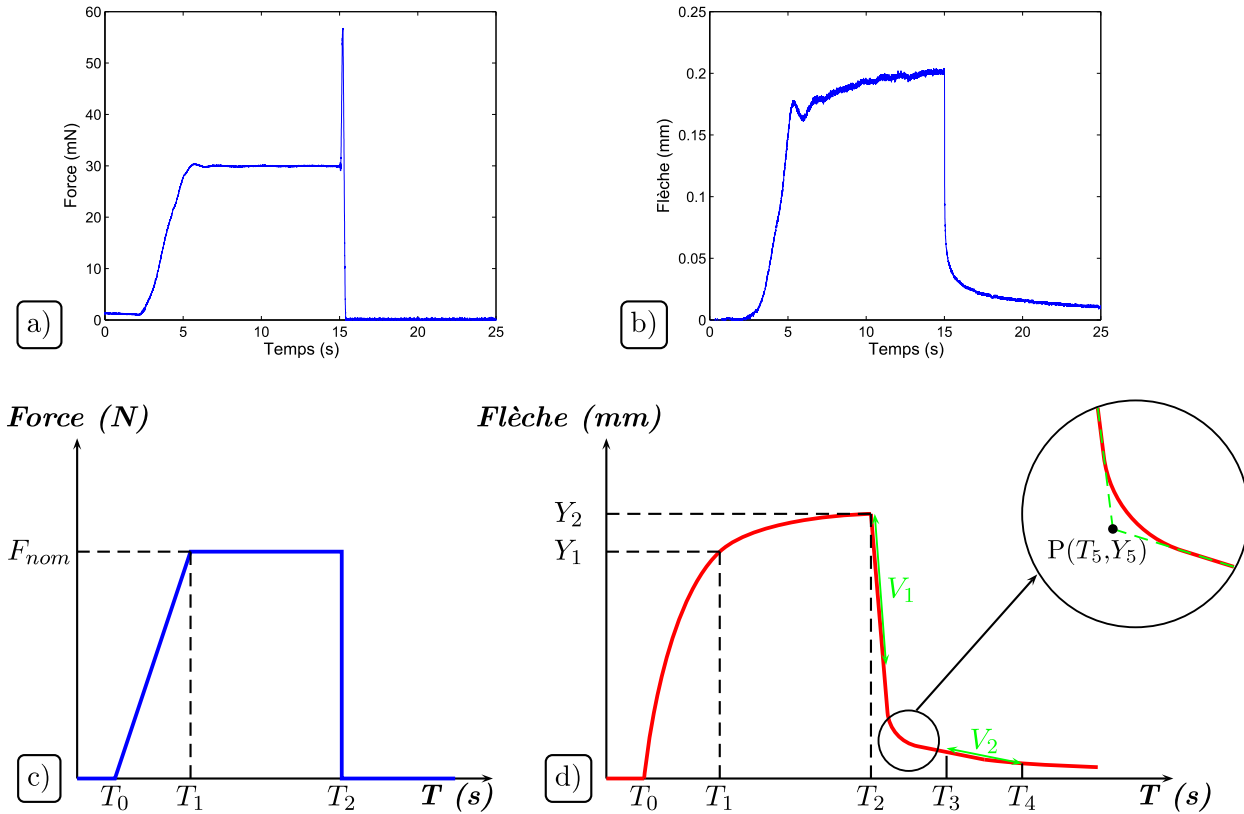 60
50
40
30
20
10
0
Force (mN)
0 5 10 15 20 25
Temps (s)
a)
0.25
0.2
0.15
0.1
0.05
0
Flèche (mm)
0 5 10 15 20 25
Temps (s)
b)
Force (N)
F_nom
T_0 T_1 T_2 T (s)
c)
Flèche (mm)
Y_2
Y_1
V_1
V_2
P(T_5,Y_5)
T_0 T_1 T_2 T_3 T_4 T (s)
d)